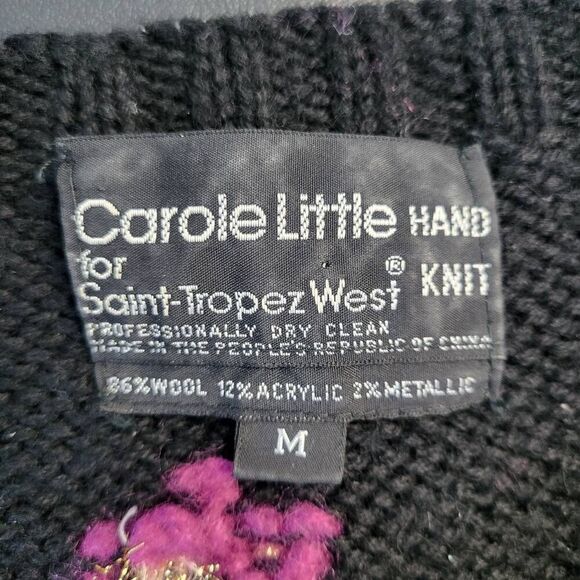 Carole Little HAND
for
Saint-Tropez West® KNIT
PROFESSIONALLY DRY CLEAN
MADE IN THE PEOPLE'S REPUBLIC OF CHINA
86% WOOL 12% ACRYLIC 2% METALLIC
M